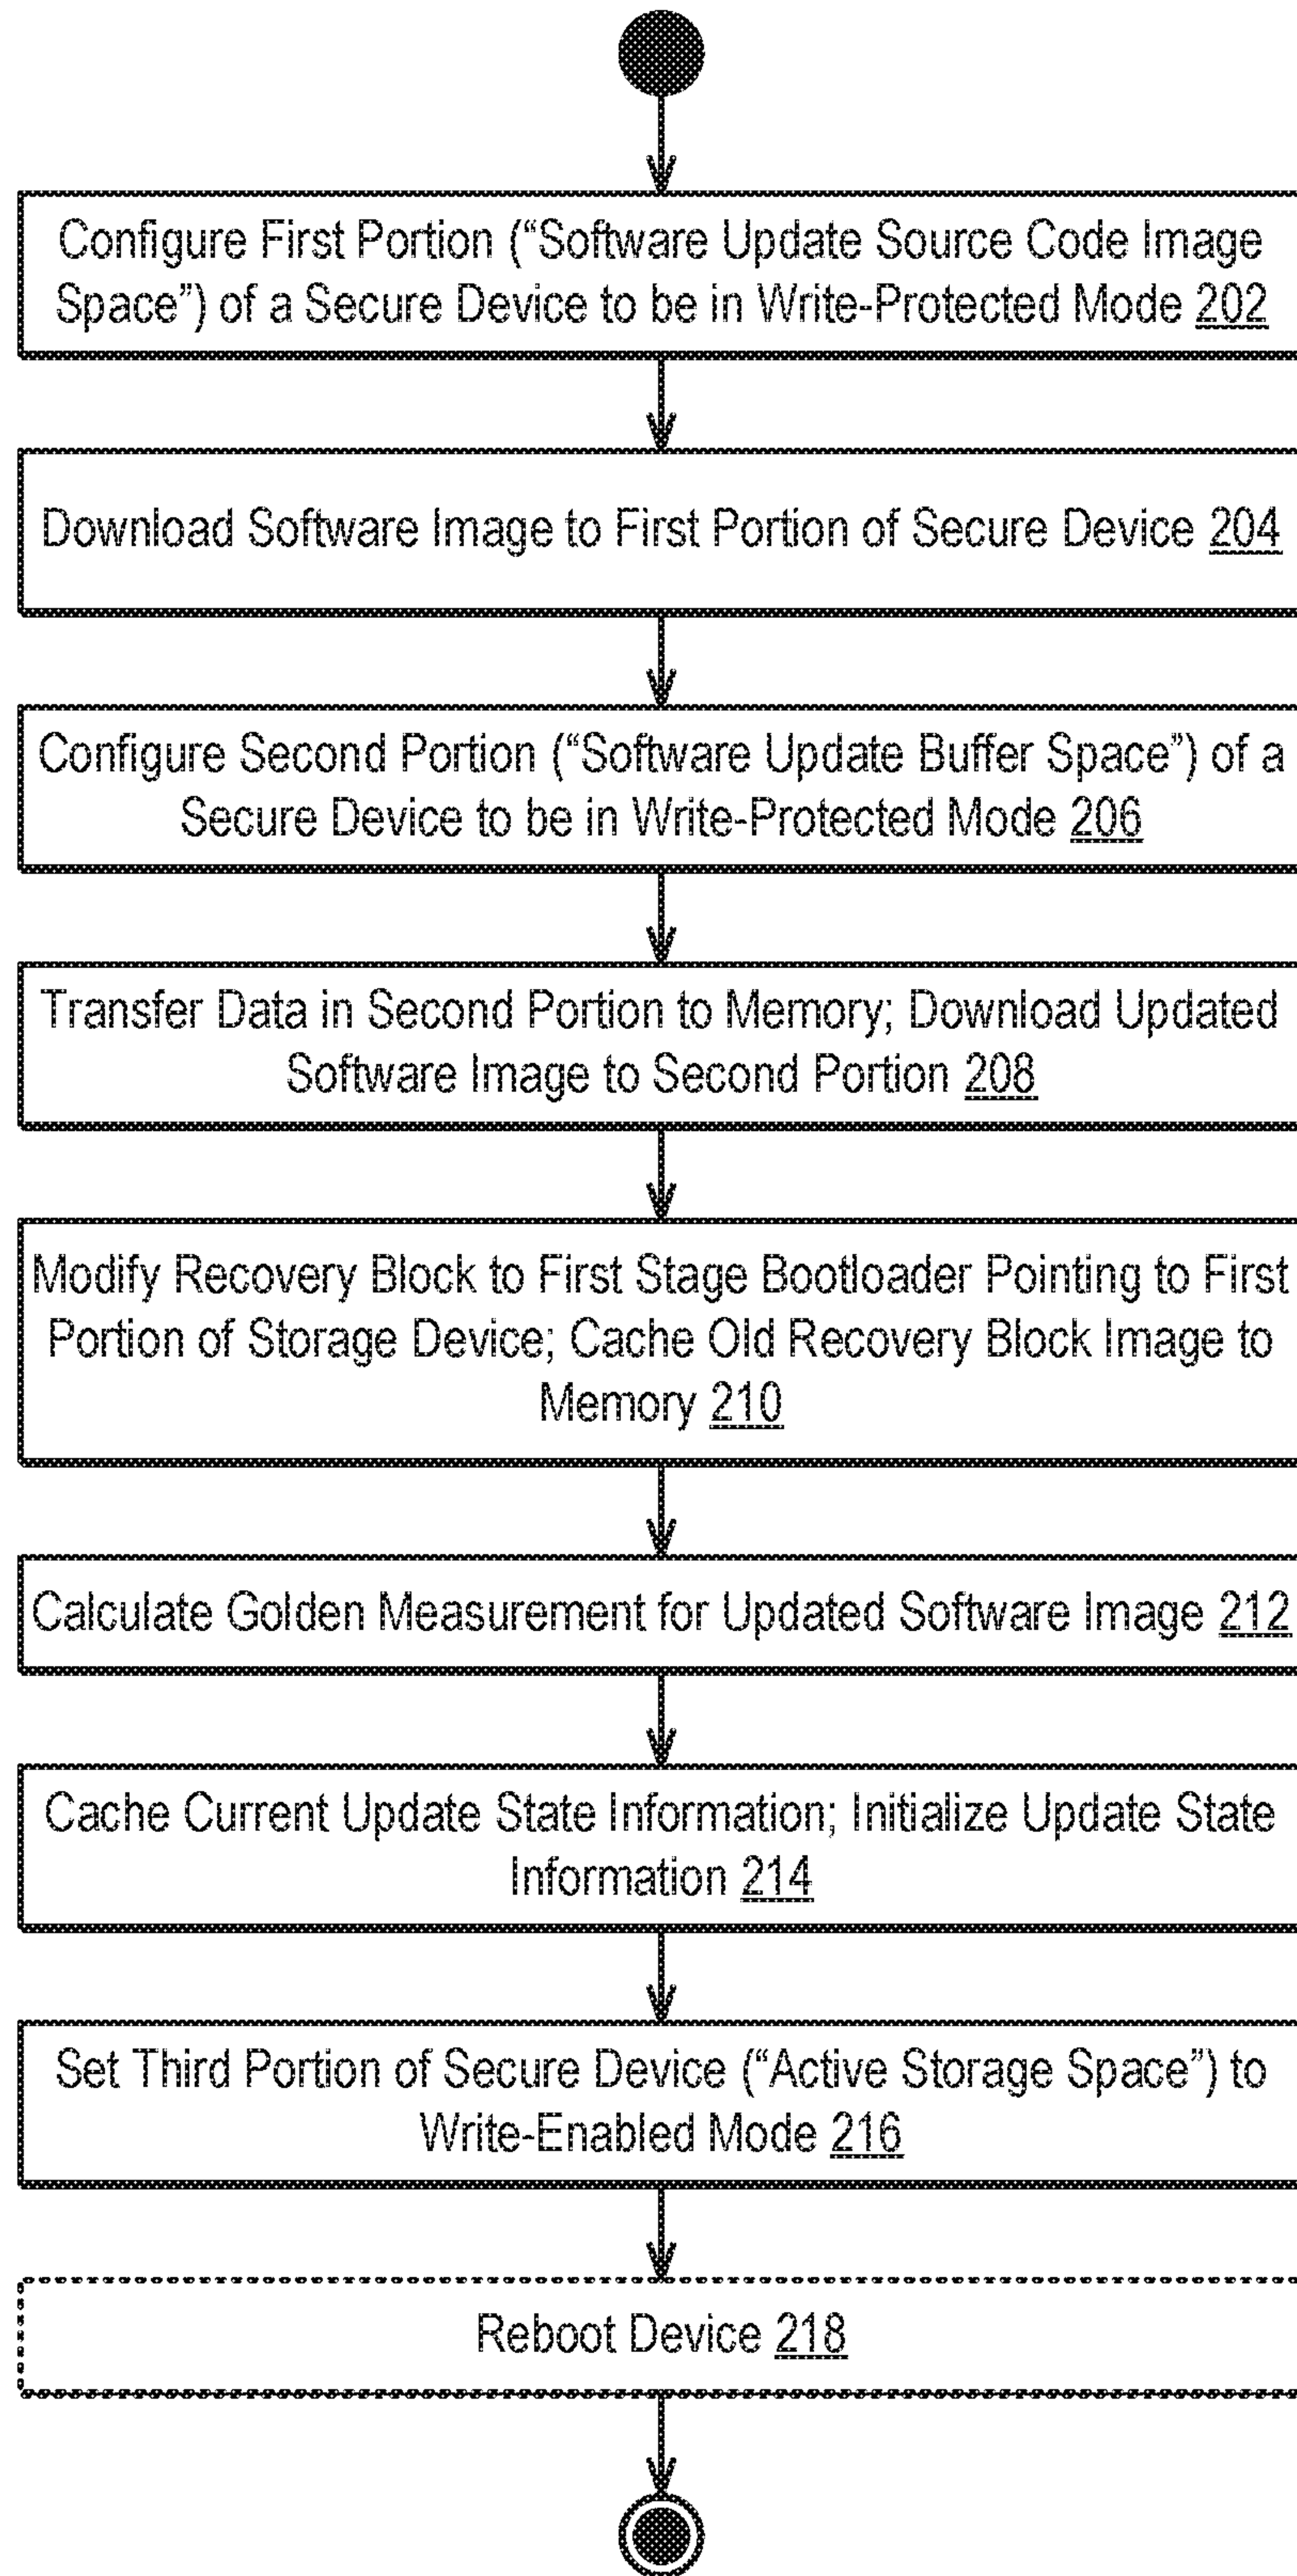 Configure First Portion (“Software Update Source Code Image
Space”) of a Secure Device to be in Write-Protected Mode 202
Download Software Image to First Portion of Secure Device 204
Configure Second Portion (“Software Update Buffer Space”) of a
Secure Device to be in Write-Protected Mode 206
Transfer Data in Second Portion to Memory; Download Updated
Software Image to Second Portion 208
Modify Recovery Block to First Stage Bootloader Pointing to First
Portion of Storage Device; Cache Old Recovery Block Image to
Memory 210
Calculate Golden Measurement for Updated Software Image 212
Cache Current Update State Information; Initialize Update State
Information 214
Set Third Portion of Secure Device (“Active Storage Space”) to
Write-Enabled Mode 216
Reboot Device 218